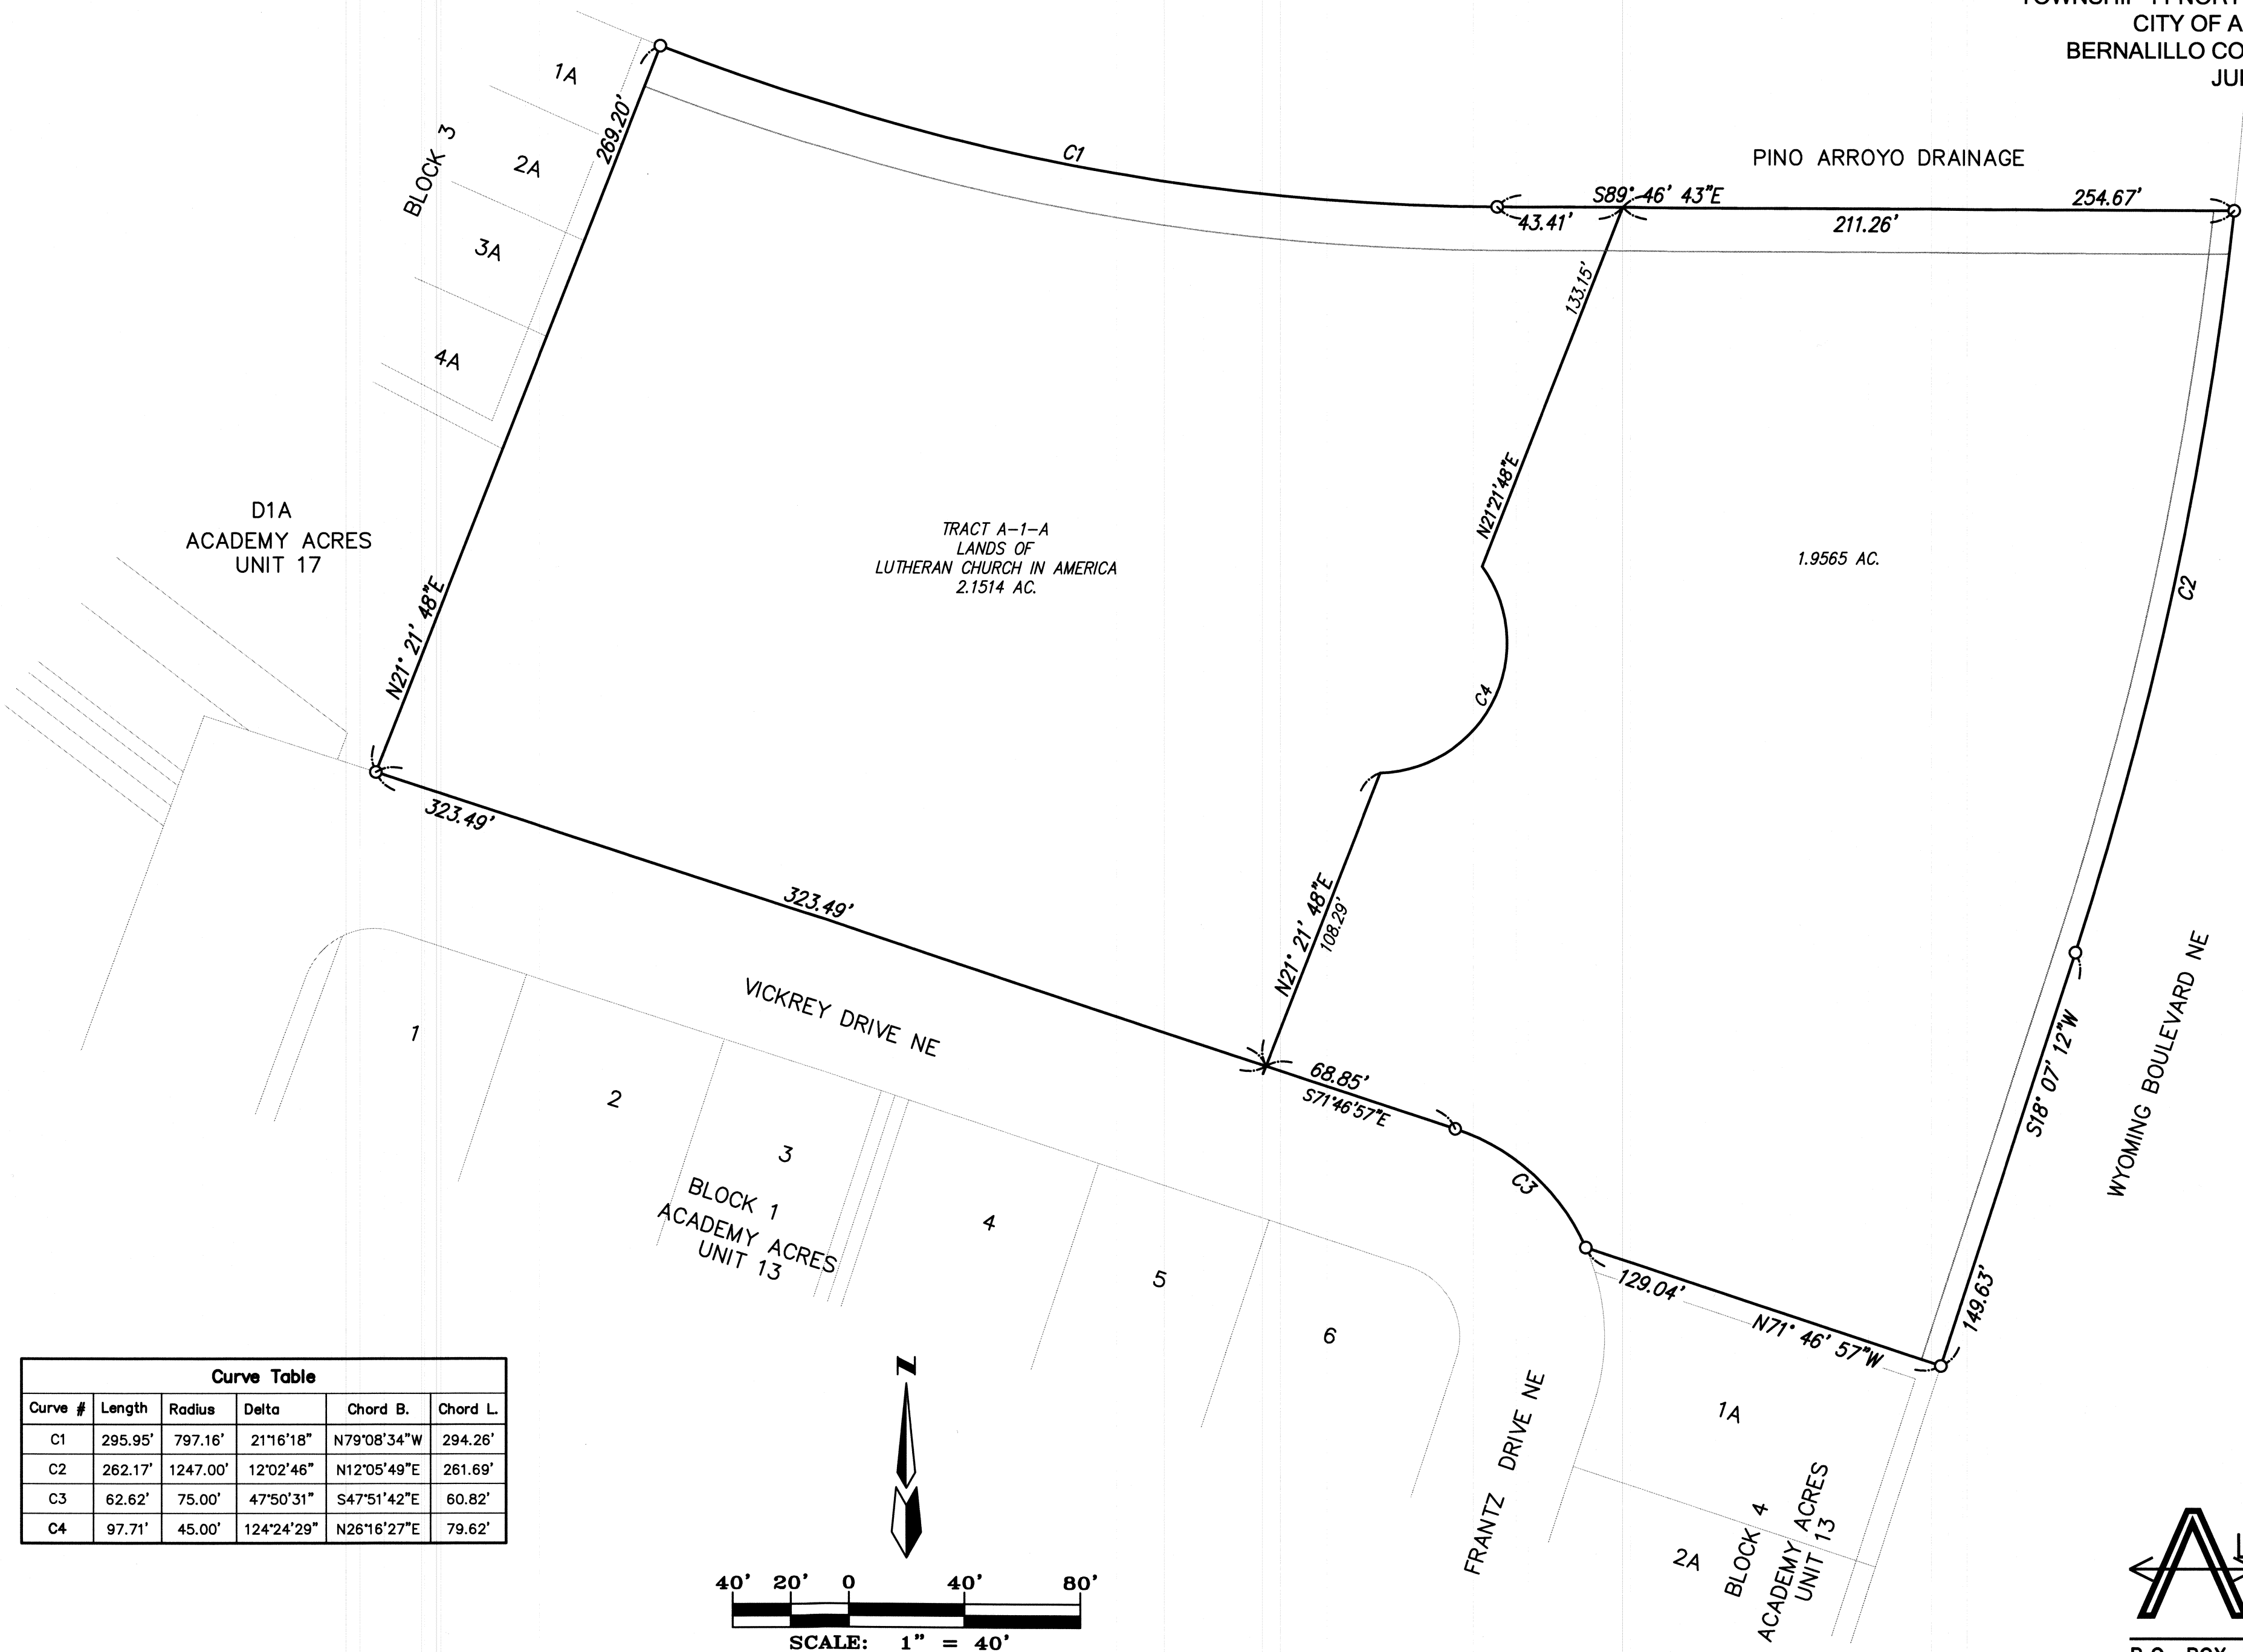 CITY OF A
BERNALILLO CO
1A
BLOCK 3
269.20'
2A
3A
4A
C1
PINO ARROYO DRAINAGE
S89° 46' 43"E
254.67'
43.41'
211.26'
133.15'
N21°21'48"E
D1A
ACADEMY ACRES
UNIT 17
N21° 21' 48"E
TRACT A-1-A
LANDS OF
LUTHERAN CHURCH IN AMERICA
2.1514 AC.
1.9565 AC.
C2
C4
323.49'
323.49'
N21° 21' 48"E
108.29'
VICKREY DRIVE NE
68.85'
S71°46'57"E
C3
WYOMING BOULEVARD NE
S18° 07' 12"W
149.63'
129.04'
N71° 46' 57"W
1
2
3
BLOCK 1
ACADEMY ACRES
UNIT 13
4
5
6
FRANTZ DRIVE NE
1A
2A
BLOCK 4
ACADEMY ACRES
UNIT 13
Curve Table
Curve # Length Radius Delta Chord B. Chord L.
C1 295.95' 797.16' 21°16'18" N79°08'34"W 294.26'
C2 262.17' 1247.00' 12°02'46" N12°05'49"E 261.69'
C3 62.62' 75.00' 47°50'31" S47°51'42"E 60.82'
C4 97.71' 45.00' 124°24'29" N26°16'27"E 79.62'
N
40' 20' 0 40' 80'
SCALE: 1" = 40'
A